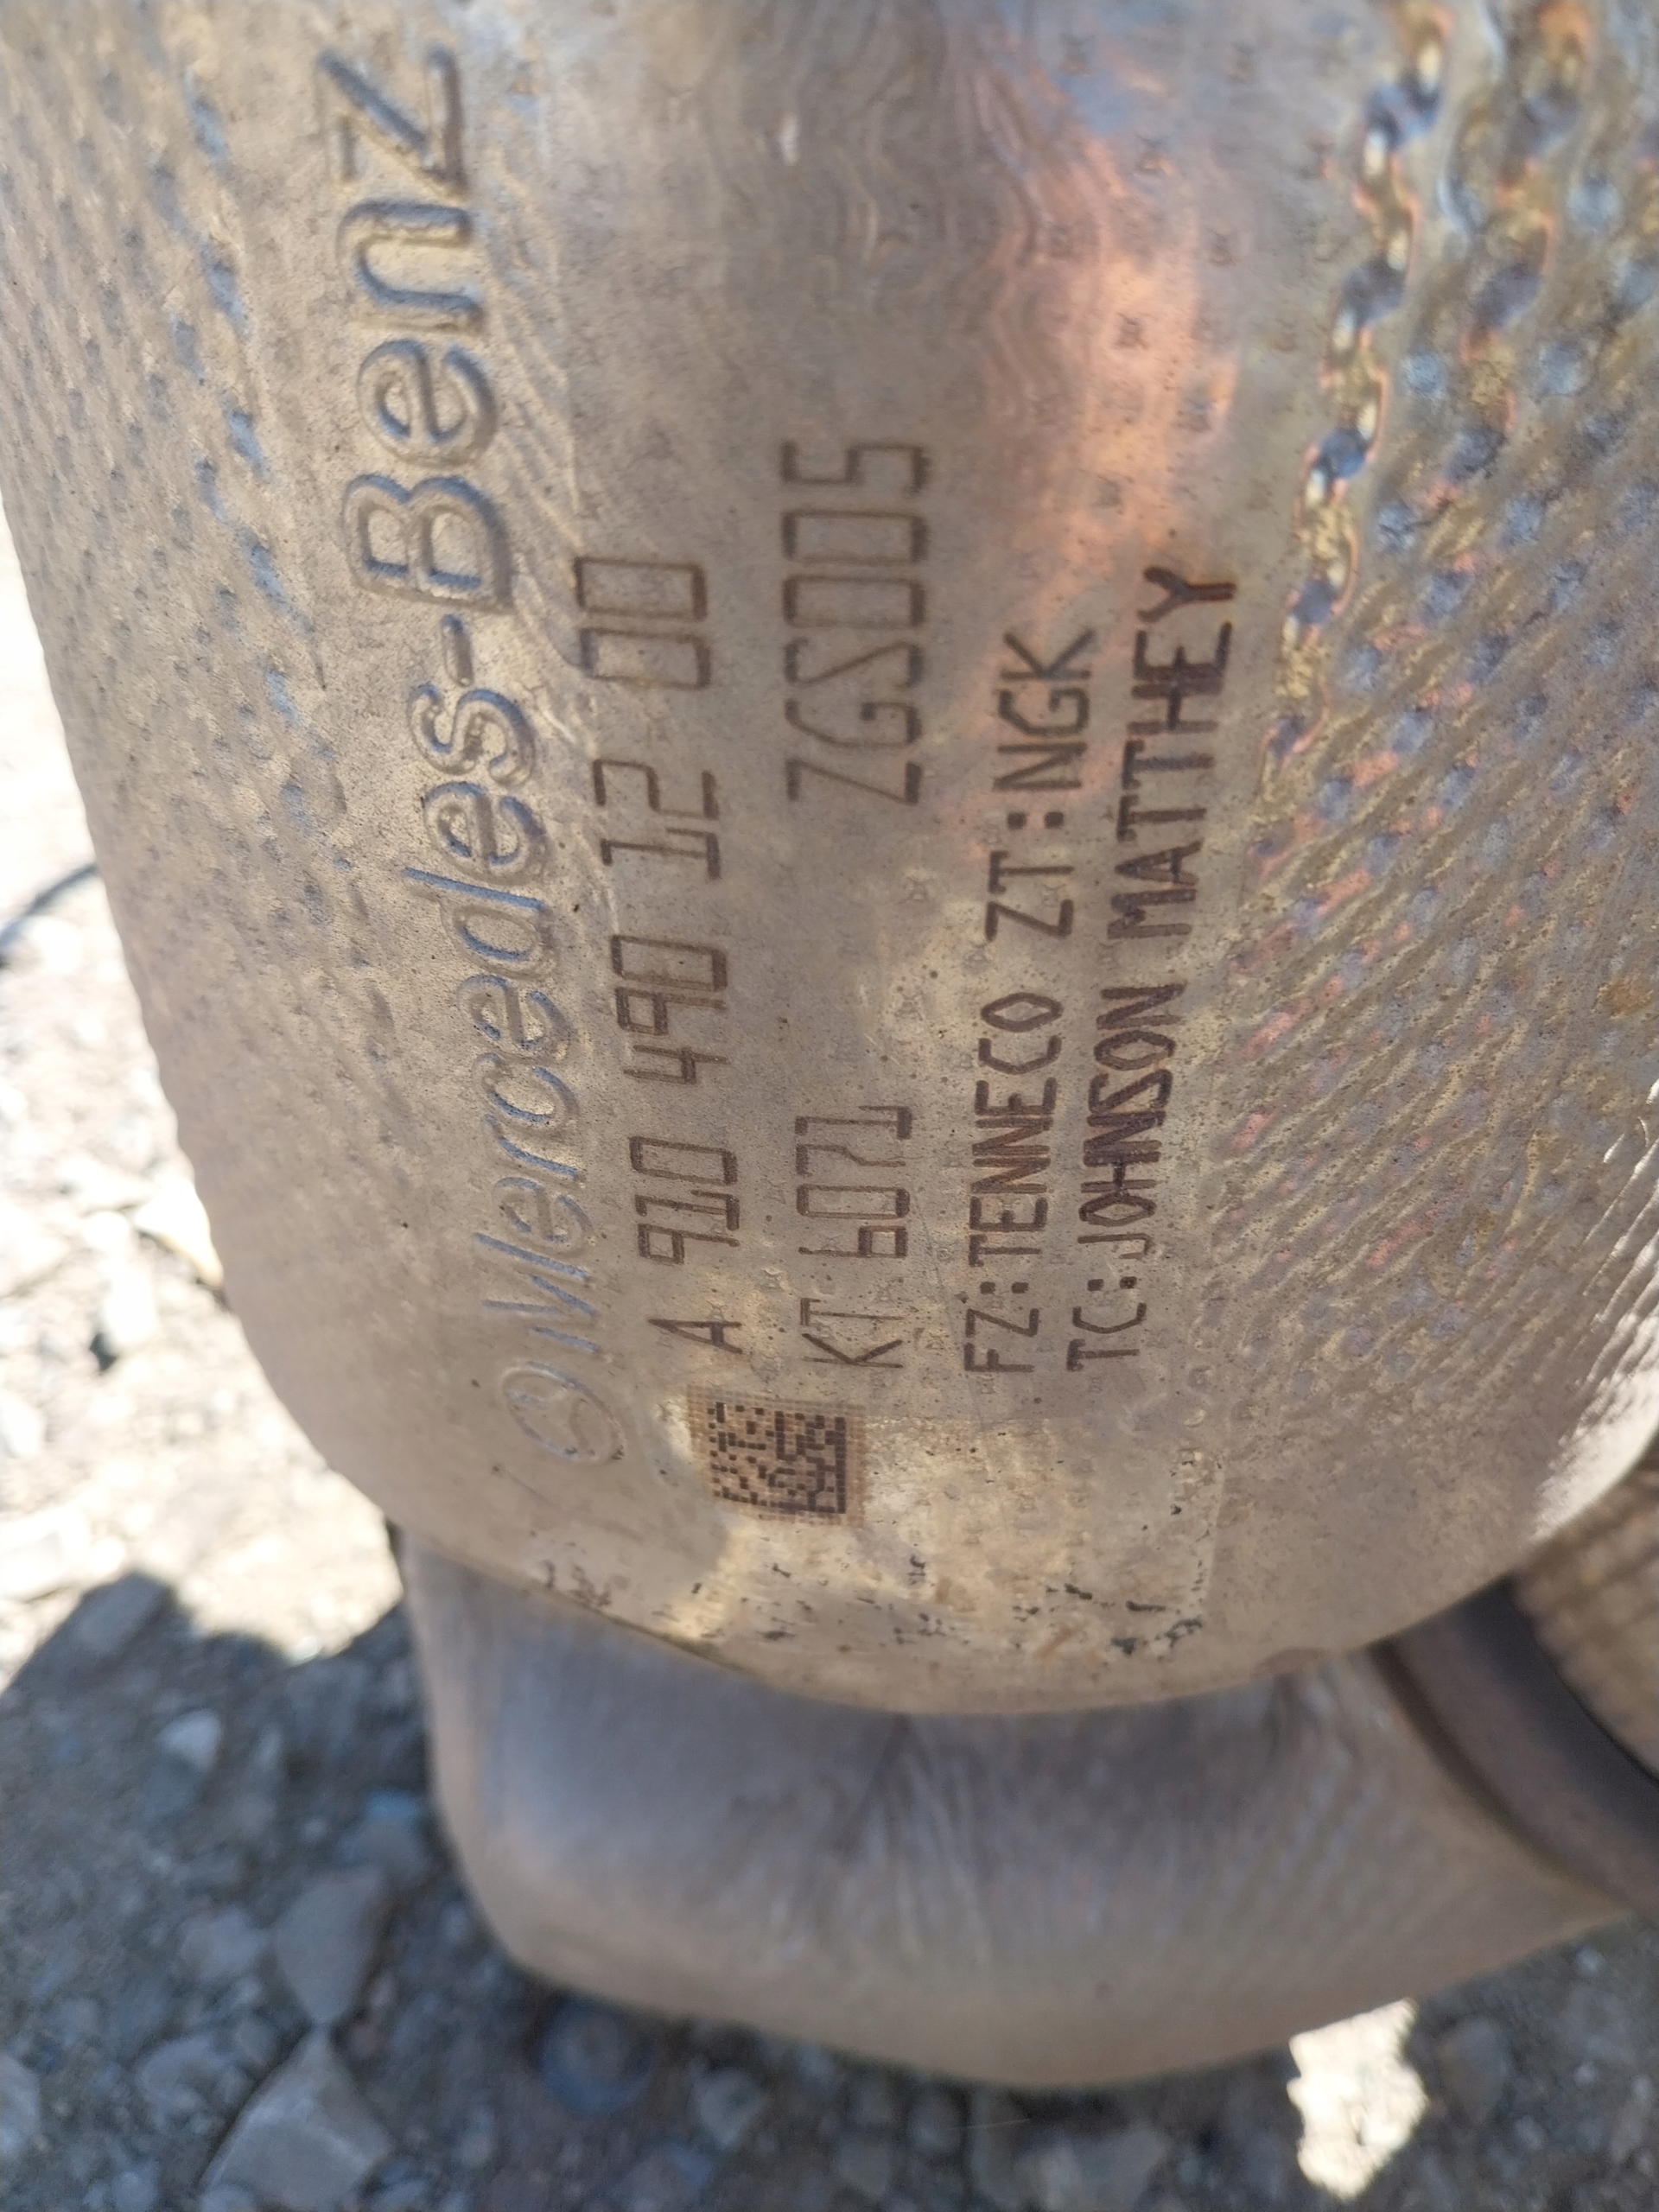 Mercedes-Benz
A 910 490 12 00
KT 6071 ZGS005
FZ:TENNECO ZT:NGK
TC:JOHNSON MATTHEY